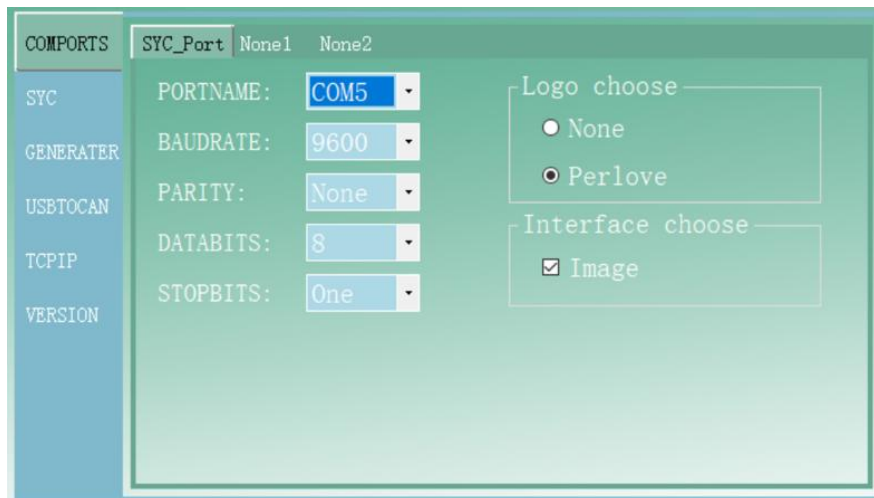 COMPORTS
SYC
GENERATER
USBTOCAN
TCPIP
VERSION
SYC_Port None1 None2
PORTNAME: COM5
BAUDRATE: 9600
PARITY: None
DATABITS: 8
STOPBITS: One
Logo choose
None
Perlove
Interface choose
Image